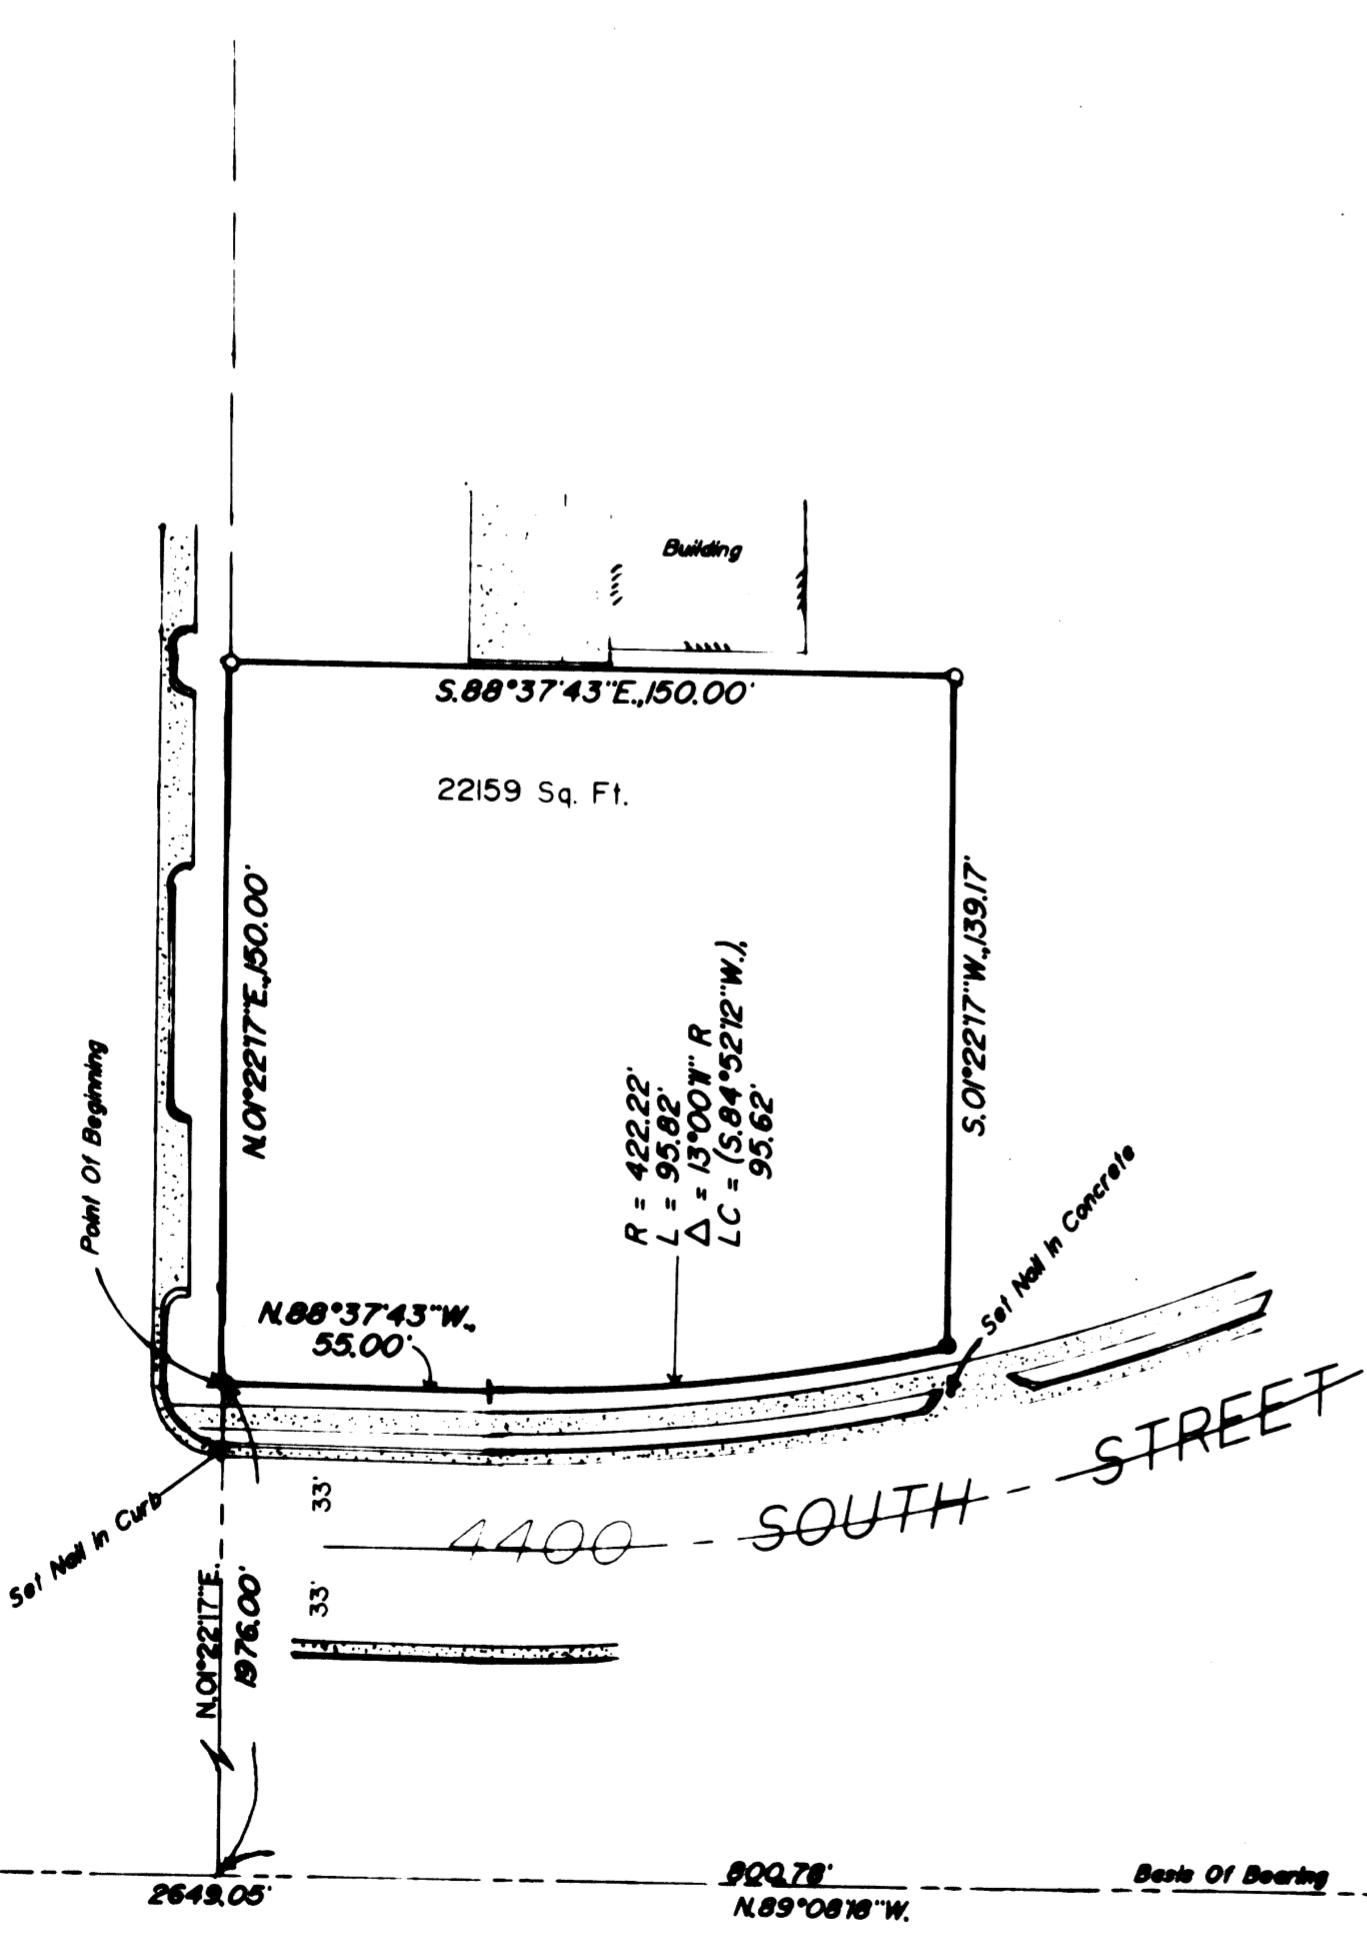 Building
S.88°37'43"E.,150.00'
22159 Sq. Ft.
N.01°22'17"E.,150.00'
S.01°22'17"W.,139.17'
Point Of Beginning
R = 422.22'
L = 95.82'
Δ = 13°00'11" R
LC = (S.84°52'12"W.),
95.62'
Set Nail In Concrete
N.88°37'43"W.,
55.00'
Set Nail In Curb
33'
4400 - SOUTH - STREET
33'
N.01°22'17"E.
1976.00'
2649.05'
800.78'
N.89°08'18"W.
Basis Of Bearing